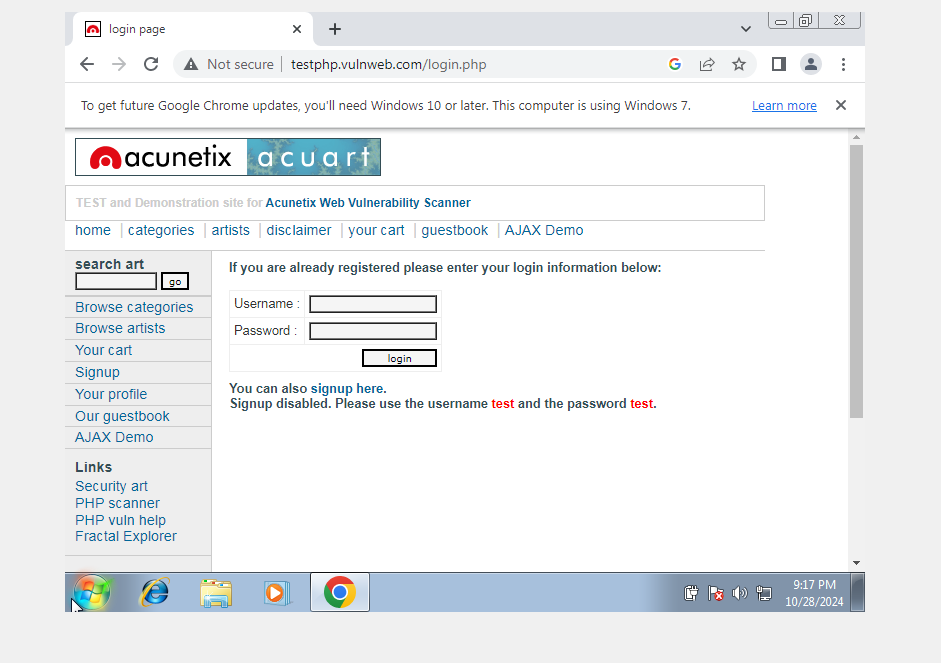 login page
Not secure | testphp.vulnweb.com/login.php
To get future Google Chrome updates, you'll need Windows 10 or later. This computer is using Windows 7. Learn more
acunetix acuart
TEST and Demonstration site for Acunetix Web Vulnerability Scanner
home | categories | artists | disclaimer | your cart | guestbook | AJAX Demo
search art
go
Browse categories
Browse artists
Your cart
Signup
Your profile
Our guestbook
AJAX Demo
Links
Security art
PHP scanner
PHP vuln help
Fractal Explorer
If you are already registered please enter your login information below:
Username :
Password :
login
You can also signup here.
Signup disabled. Please use the username test and the password test.
9:17 PM
10/28/2024